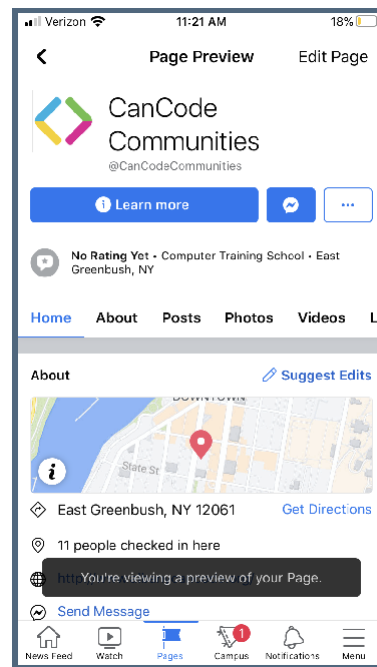 Verizon 11:21 AM 18%
Page Preview Edit Page
CanCode
Communities
@CanCodeCommunities
Learn more
No Rating Yet • Computer Training School • East
Greenbush, NY
Home About Posts Photos Videos L
About Suggest Edits
DOWNTOWN
State St
East Greenbush, NY 12061 Get Directions
11 people checked in here
You're viewing a preview of your Page.
Send Message
1
News Feed Watch Pages Campus Notifications Menu